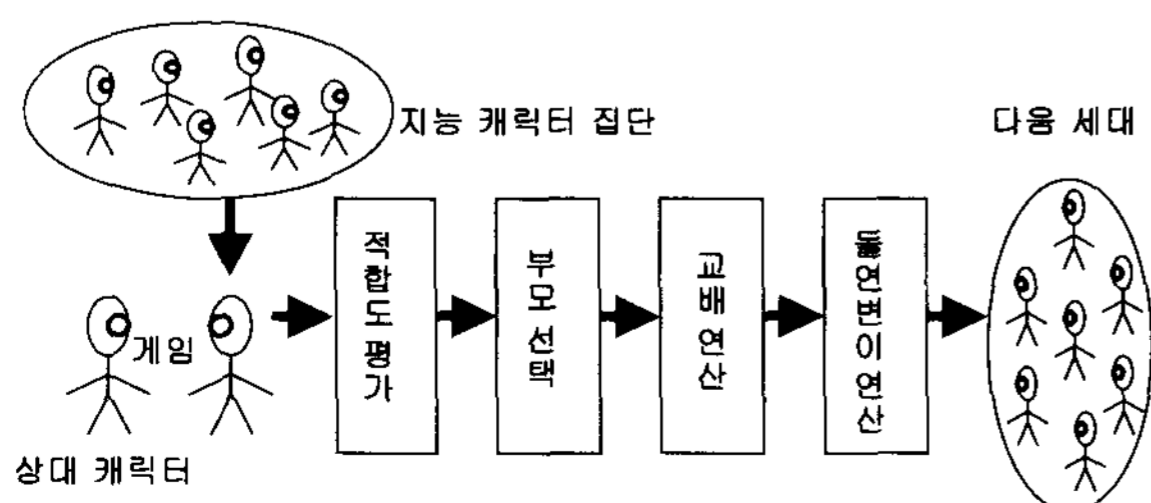 지능 캐릭터 집단
다움 세대
게임
상대 캐릭터
적합도평가
부모선택
교배연산
돌연변이연산